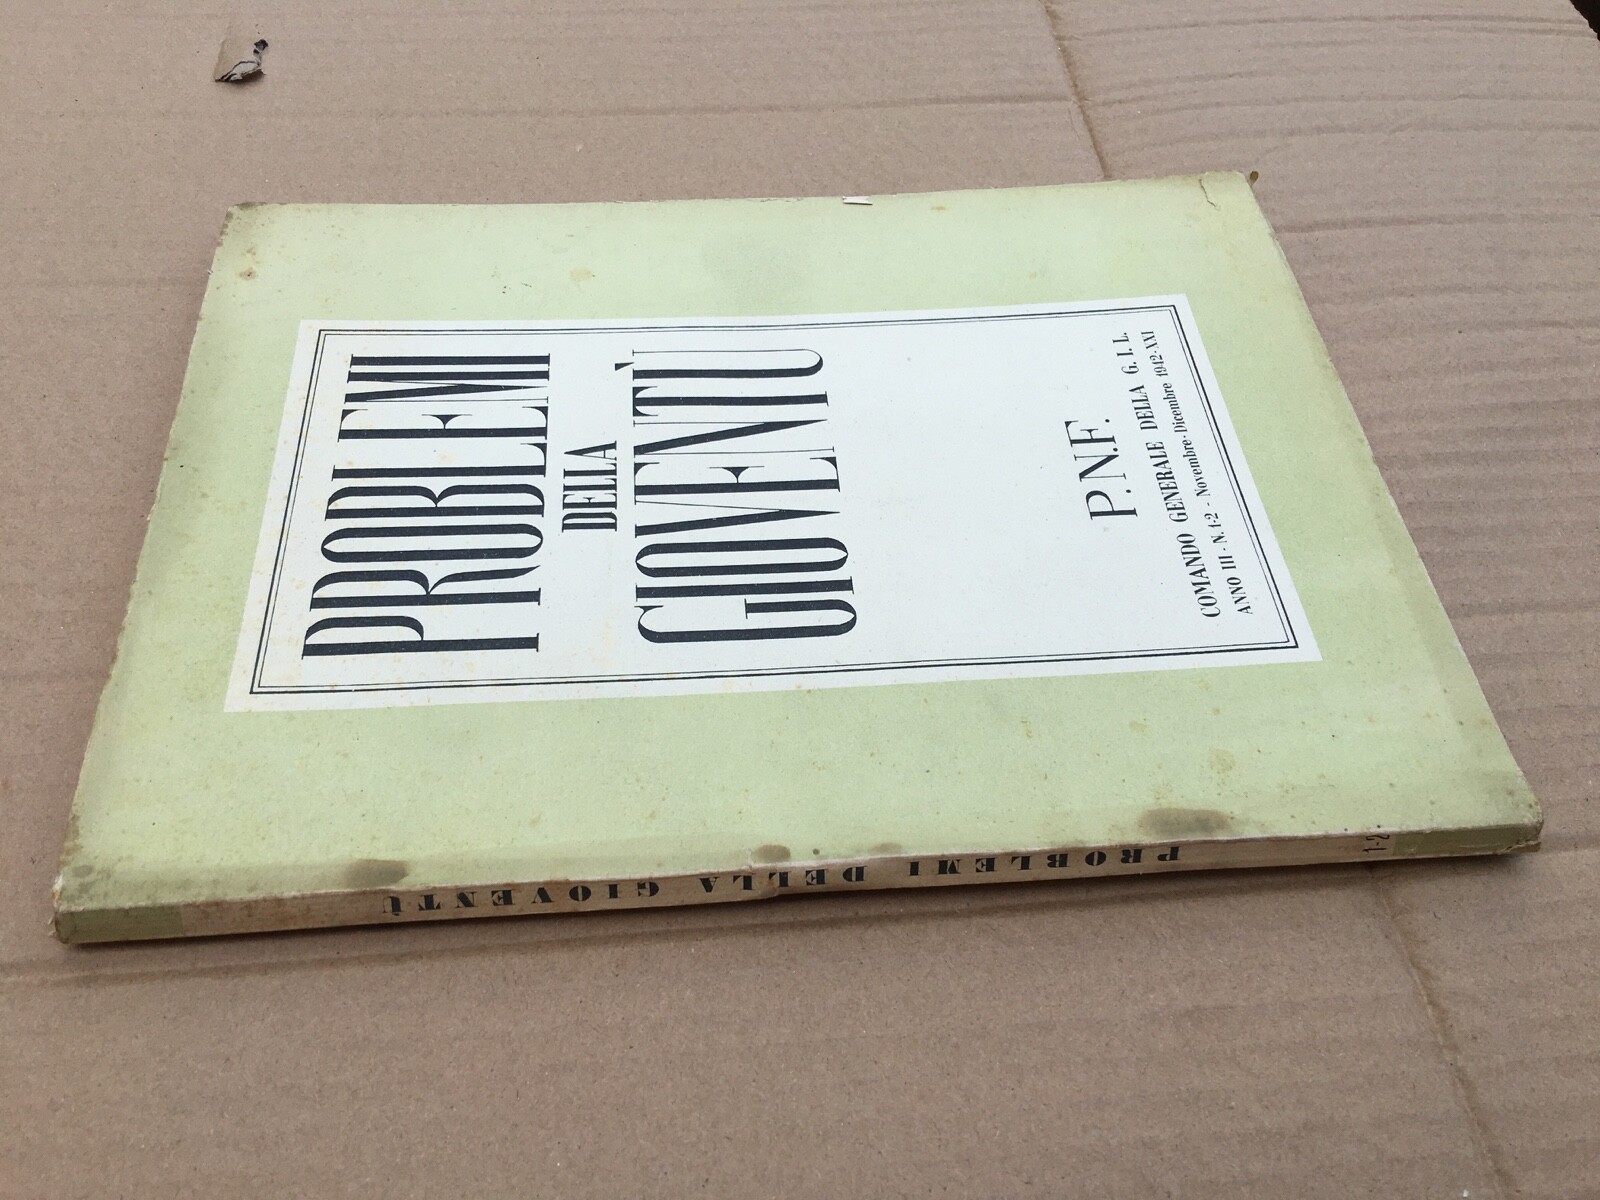 PROBLEMI
DELLA
GIOVENTÙ
P.N.F.
COMANDO GENERALE DELLA G.I.L.
ANNO III - N. 1-2 - Novembre-Dicembre 1942-XXI
PROBLEMI DELLA GIOVENTÙ
1-2